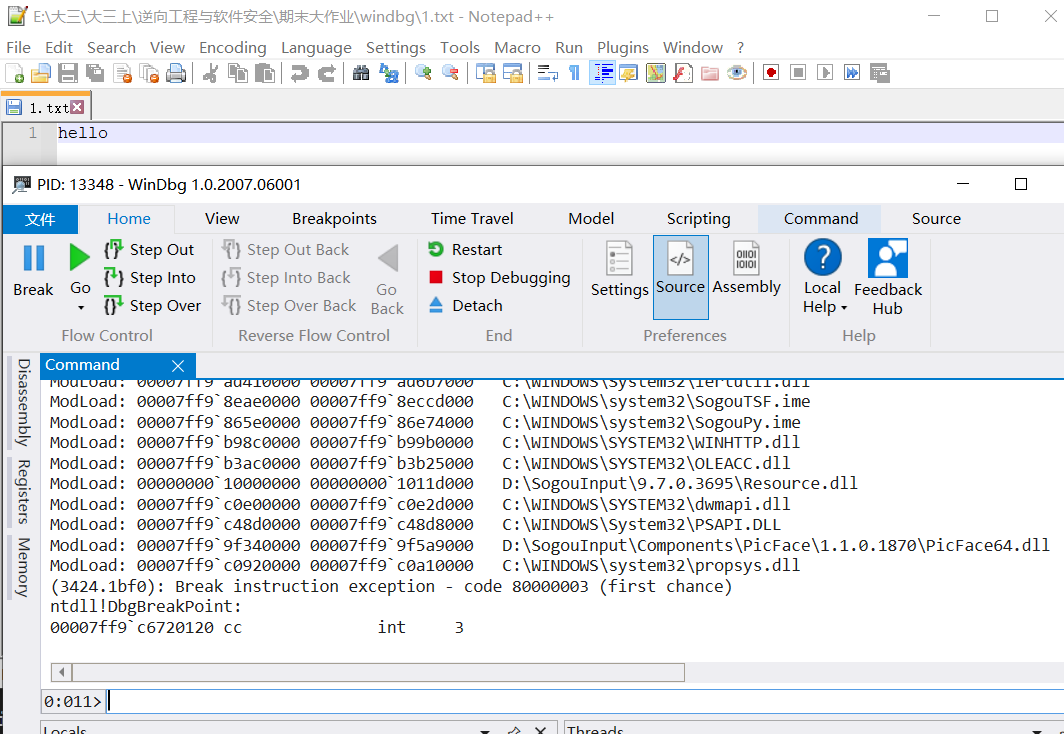 E:\大三\大三上\逆向工程与软件安全\期末大作业\windbg\1.txt - Notepad++
File Edit Search View Encoding Language Settings Tools Macro Run Plugins Window ?
1.txt
1 hello
PID: 13348 - WinDbg 1.0.2007.06001
文件 Home View Breakpoints Time Travel Model Scripting Command Source
Break
Go
Step Out
Step Into
Step Over
Flow Control
Step Out Back
Step Into Back
Step Over Back
Go Back
Reverse Flow Control
Restart
Stop Debugging
Detach
End
Settings
Source
Assembly
Preferences
Local Help
Feedback Hub
Help
Disassembly
Registers
Memory
Command
ModLoad: 00007ff9`ad410000 00007ff9`ad6b7000 C:\WINDOWS\System32\iertutil.dll
ModLoad: 00007ff9`8eae0000 00007ff9`8eccd000 C:\WINDOWS\system32\SogouTSF.ime
ModLoad: 00007ff9`865e0000 00007ff9`86e74000 C:\WINDOWS\system32\SogouPy.ime
ModLoad: 00007ff9`b98c0000 00007ff9`b99b0000 C:\WINDOWS\SYSTEM32\WINHTTP.dll
ModLoad: 00007ff9`b3ac0000 00007ff9`b3b25000 C:\WINDOWS\SYSTEM32\OLEACC.dll
ModLoad: 00000000`10000000 00000000`1011d000 D:\SogouInput\9.7.0.3695\Resource.dll
ModLoad: 00007ff9`c0e00000 00007ff9`c0e2d000 C:\WINDOWS\SYSTEM32\dwmapi.dll
ModLoad: 00007ff9`c48d0000 00007ff9`c48d8000 C:\WINDOWS\System32\PSAPI.DLL
ModLoad: 00007ff9`9f340000 00007ff9`9f5a9000 D:\SogouInput\Components\PicFace\1.1.0.1870\PicFace64.dll
ModLoad: 00007ff9`c0920000 00007ff9`c0a10000 C:\WINDOWS\system32\propsys.dll
(3424.1bf0): Break instruction exception - code 80000003 (first chance)
ntdll!DbgBreakPoint:
00007ff9`c6720120 cc int 3
0:011>
Locals
Threads